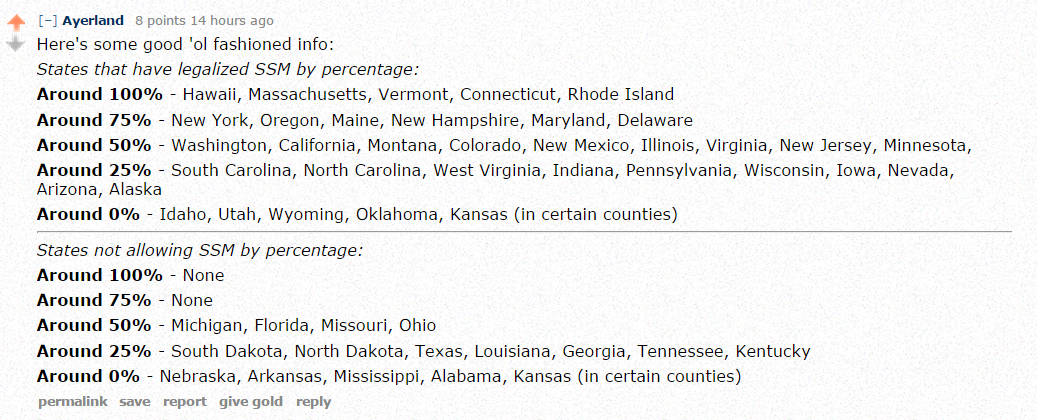 [–] Ayerland 8 points 14 hours ago
Here's some good 'ol fashioned info:
States that have legalized SSM by percentage:
Around 100% - Hawaii, Massachusetts, Vermont, Connecticut, Rhode Island
Around 75% - New York, Oregon, Maine, New Hampshire, Maryland, Delaware
Around 50% - Washington, California, Montana, Colorado, New Mexico, Illinois, Virginia, New Jersey, Minnesota,
Around 25% - South Carolina, North Carolina, West Virginia, Indiana, Pennsylvania, Wisconsin, Iowa, Nevada,
Arizona, Alaska
Around 0% - Idaho, Utah, Wyoming, Oklahoma, Kansas (in certain counties)
States not allowing SSM by percentage:
Around 100% - None
Around 75% - None
Around 50% - Michigan, Florida, Missouri, Ohio
Around 25% - South Dakota, North Dakota, Texas, Louisiana, Georgia, Tennessee, Kentucky
Around 0% - Nebraska, Arkansas, Mississippi, Alabama, Kansas (in certain counties)
permalink save report give gold reply